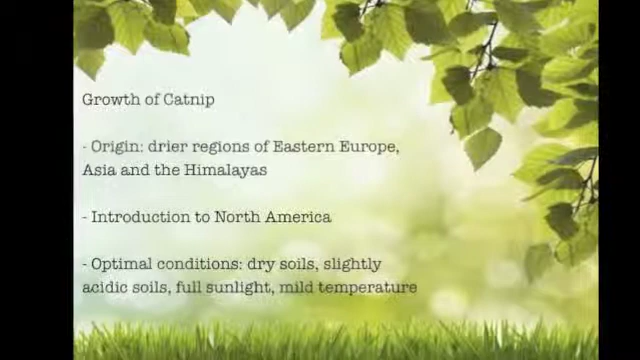 Growth of Catnip
- Origin: drier regions of Eastern Europe,
Asia and the Himalayas
- Introduction to North America
- Optimal conditions: dry soils, slightly
acidic soils, full sunlight, mild temperature